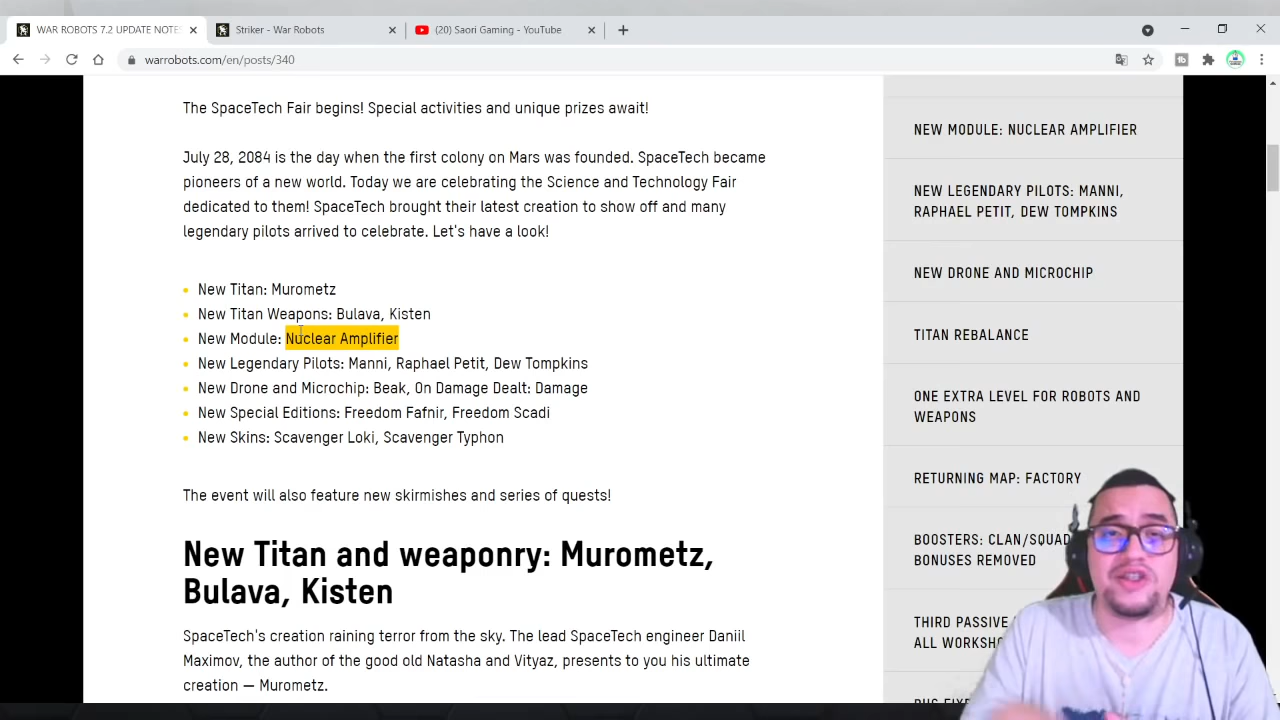 WAR ROBOTS 7.2 UPDATE NOTES
Striker - War Robots
(20) Saori Gaming - YouTube
warrobots.com/en/posts/340
The SpaceTech Fair begins! Special activities and unique prizes await!
July 28, 2084 is the day when the first colony on Mars was founded. SpaceTech became
pioneers of a new world. Today we are celebrating the Science and Technology Fair
dedicated to them! SpaceTech brought their latest creation to show off and many
legendary pilots arrived to celebrate. Let's have a look!
New Titan: Murometz
New Titan Weapons: Bulava, Kisten
New Module: Nuclear Amplifier
New Legendary Pilots: Manni, Raphael Petit, Dew Tompkins
New Drone and Microchip: Beak, On Damage Dealt: Damage
New Special Editions: Freedom Fafnir, Freedom Scadi
New Skins: Scavenger Loki, Scavenger Typhon
The event will also feature new skirmishes and series of quests!
New Titan and weaponry: Murometz,
Bulava, Kisten
SpaceTech's creation raining terror from the sky. The lead SpaceTech engineer Daniil
Maximov, the author of the good old Natasha and Vityaz, presents to you his ultimate
creation — Murometz.
NEW MODULE: NUCLEAR AMPLIFIER
NEW LEGENDARY PILOTS: MANNI,
RAPHAEL PETIT, DEW TOMPKINS
NEW DRONE AND MICROCHIP
TITAN REBALANCE
ONE EXTRA LEVEL FOR ROBOTS AND
WEAPONS
RETURNING MAP: FACTORY
BOOSTERS: CLAN/SQUAD
BONUSES REMOVED
THIRD PASSIVE
ALL WORKSHO